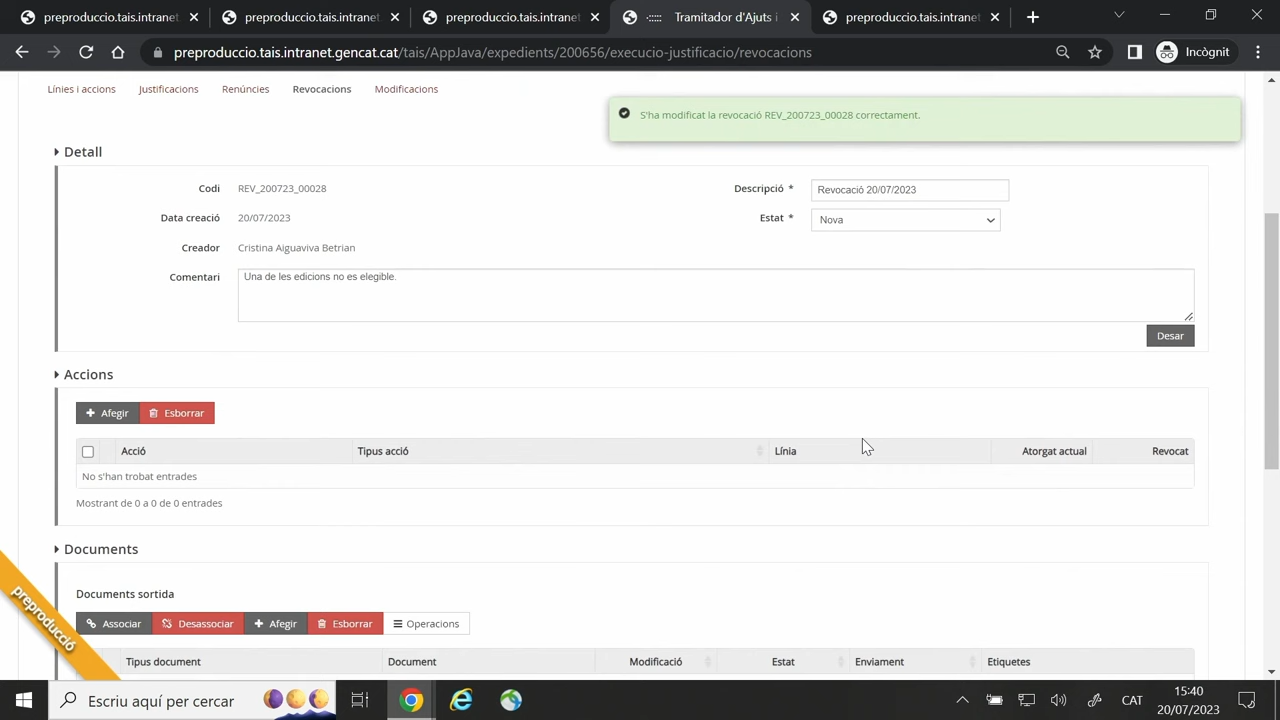 preproduccio.tais.intranet.gencat
preproduccio.tais.intranet.gencat
preproduccio.tais.intranet.gencat
·:::: Tramitador d'Ajuts i
preproduccio.tais.intranet.gencat
preproduccio.tais.intranet.gencat.cat/tais/AppJava/expedients/200656/execucio-justificacio/revocacions
Incògnit
Línies i accions Justificacions Renúncies Revocacions Modificacions
S'ha modificat la revocació REV_200723_00028 correctament.
Detall
Codi REV_200723_00028 Descripció * Revocació 20/07/2023
Data creació 20/07/2023 Estat * Nova
Creador Cristina Aiguaviva Betrian
Comentari Una de les edicions no es elegible.
Desar
Accions
Afegir Esborrar
Acció Tipus acció Línia Atorgat actual Revocat
No s'han trobat entrades
Mostrant de 0 a 0 de 0 entrades
Documents
Documents sortida
Associar Desassociar Afegir Esborrar Operacions
Tipus document Document Modificació Estat Enviament Etiquetes
preproducció
Escriu aquí per cercar
CAT
15:40
20/07/2023